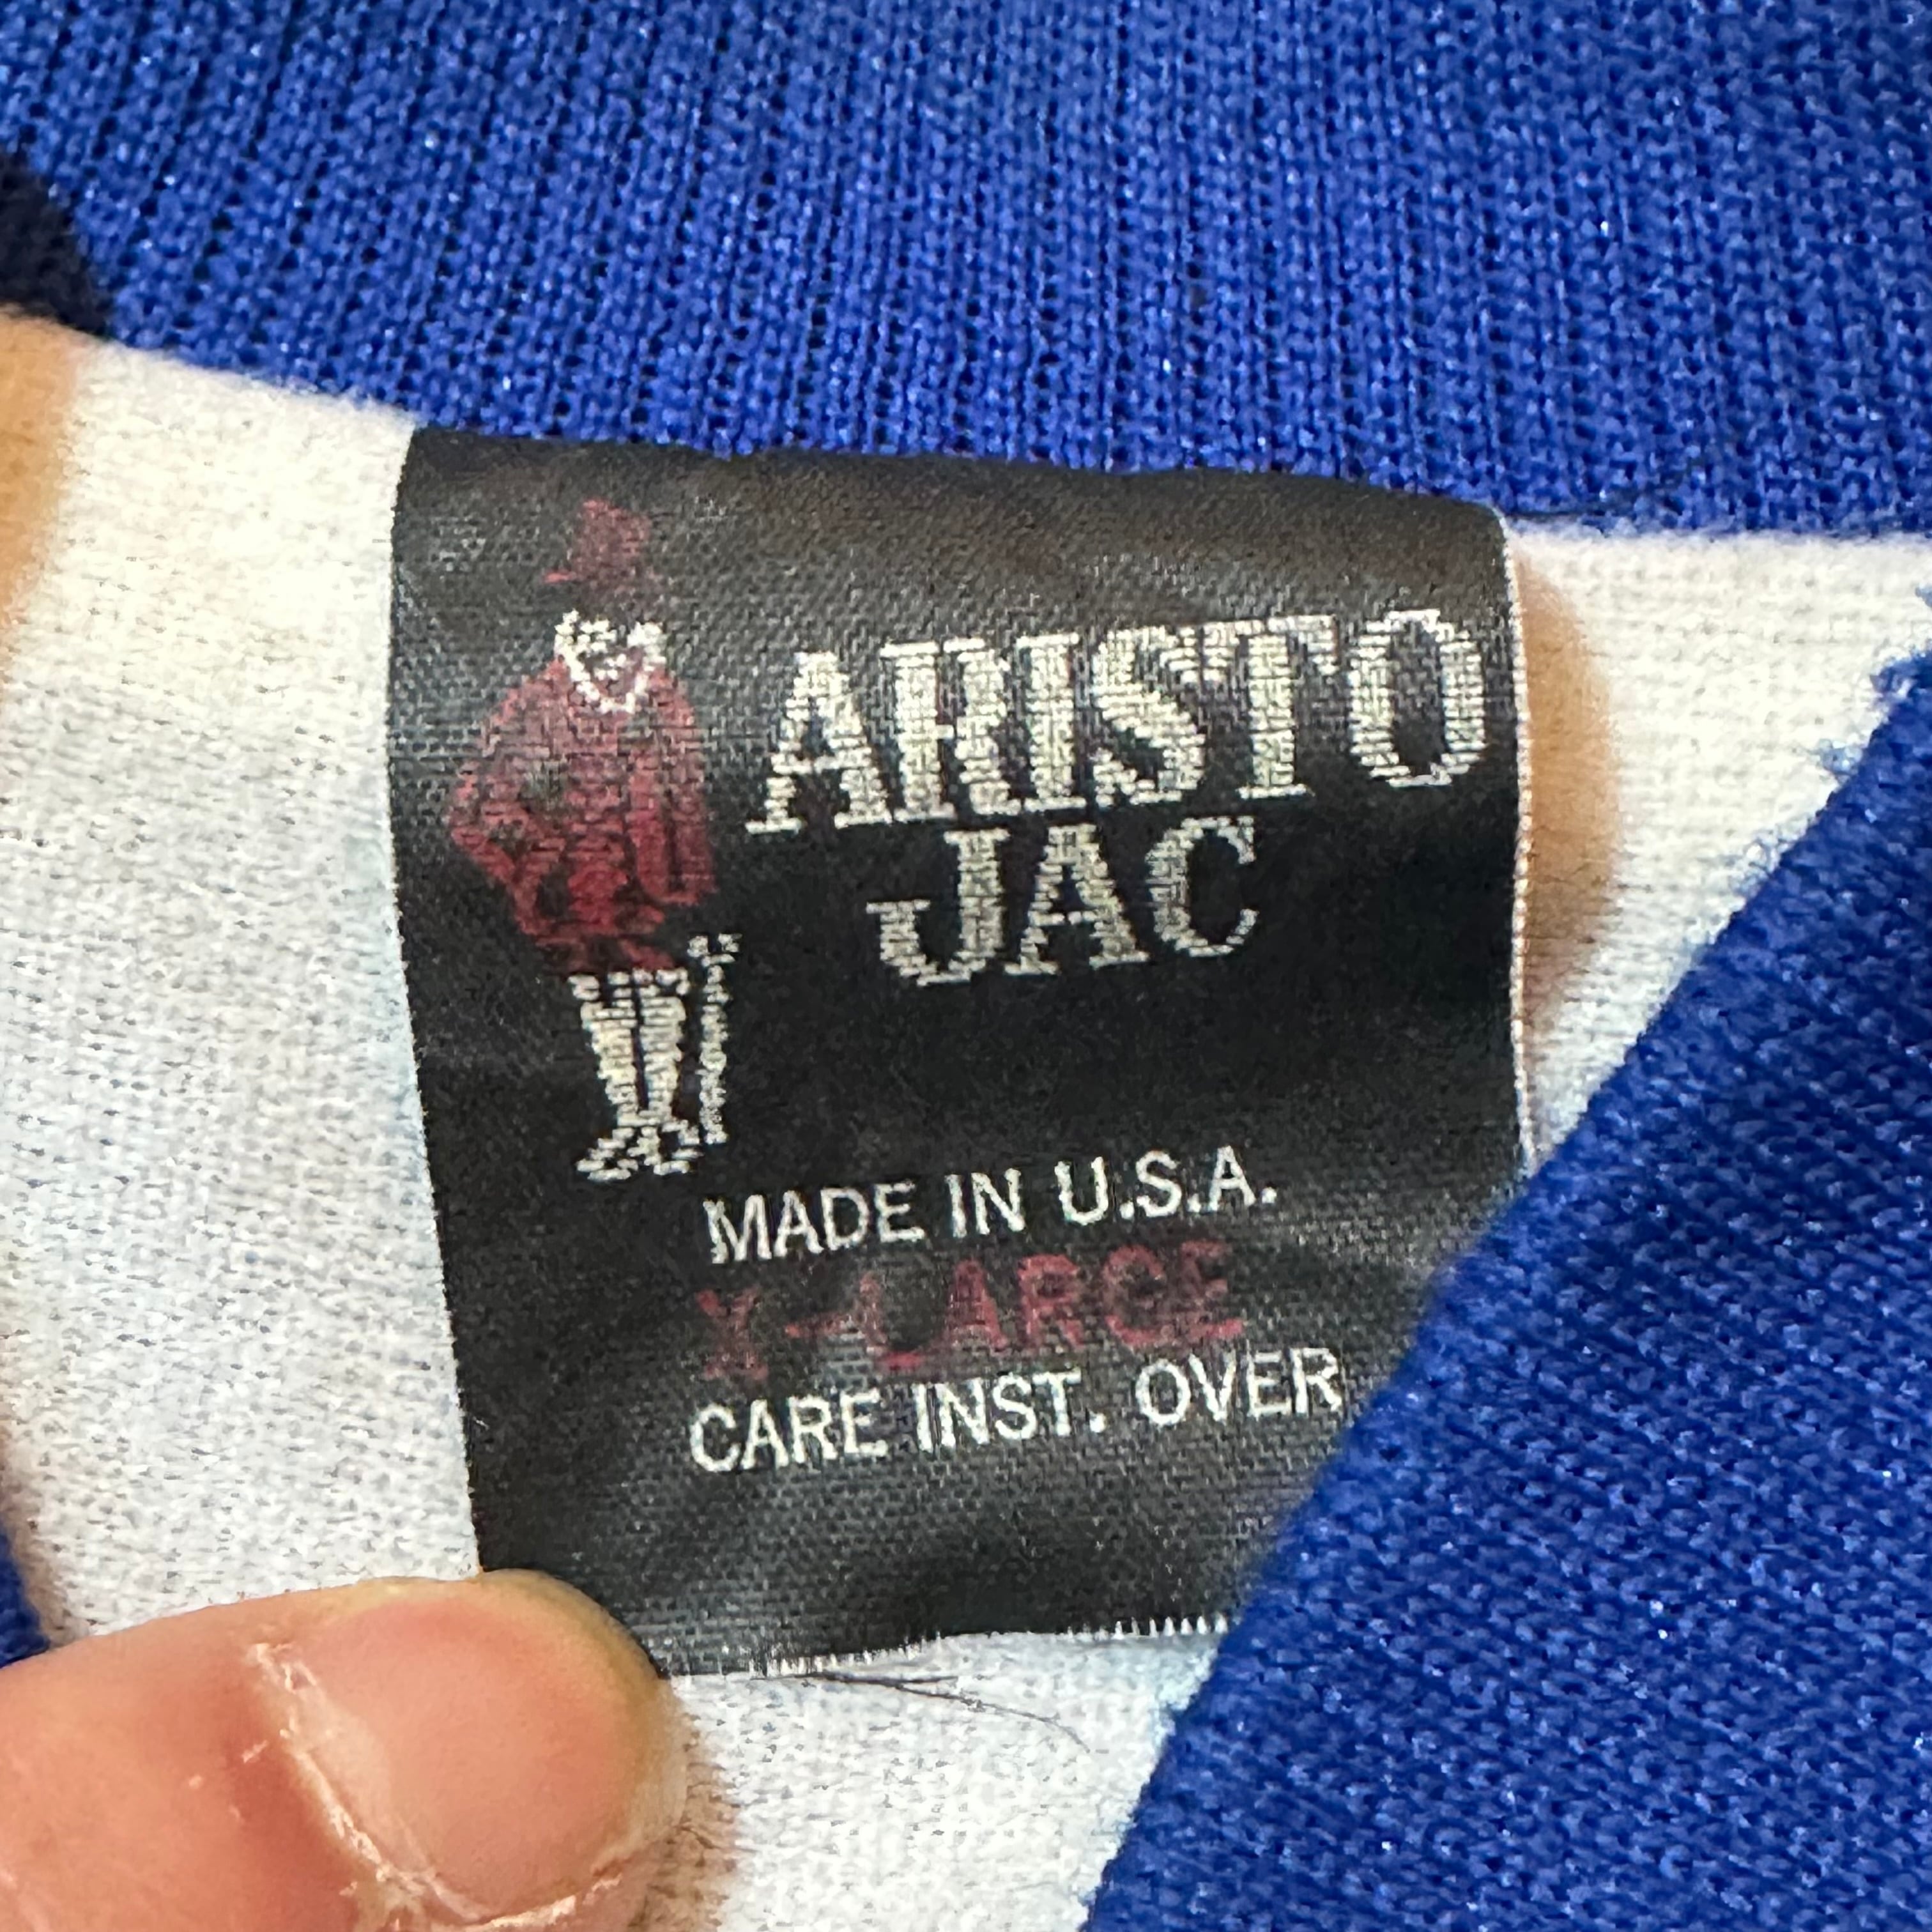 ARISTO
JAC
MADE IN U.S.A.
X-LARGE
CARE INST. OVER